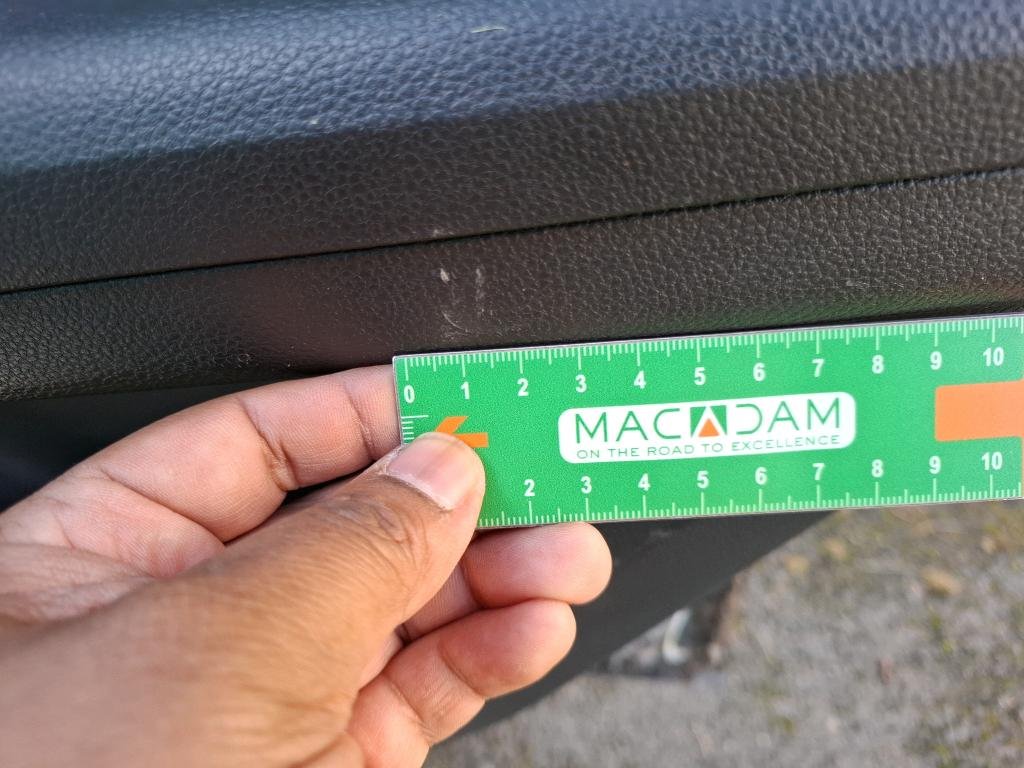 0 1 2 3 4 5 6 7 8 9 10
MACADAM
ON THE ROAD TO EXCELLENCE
2 3 4 5 6 7 8 9 10